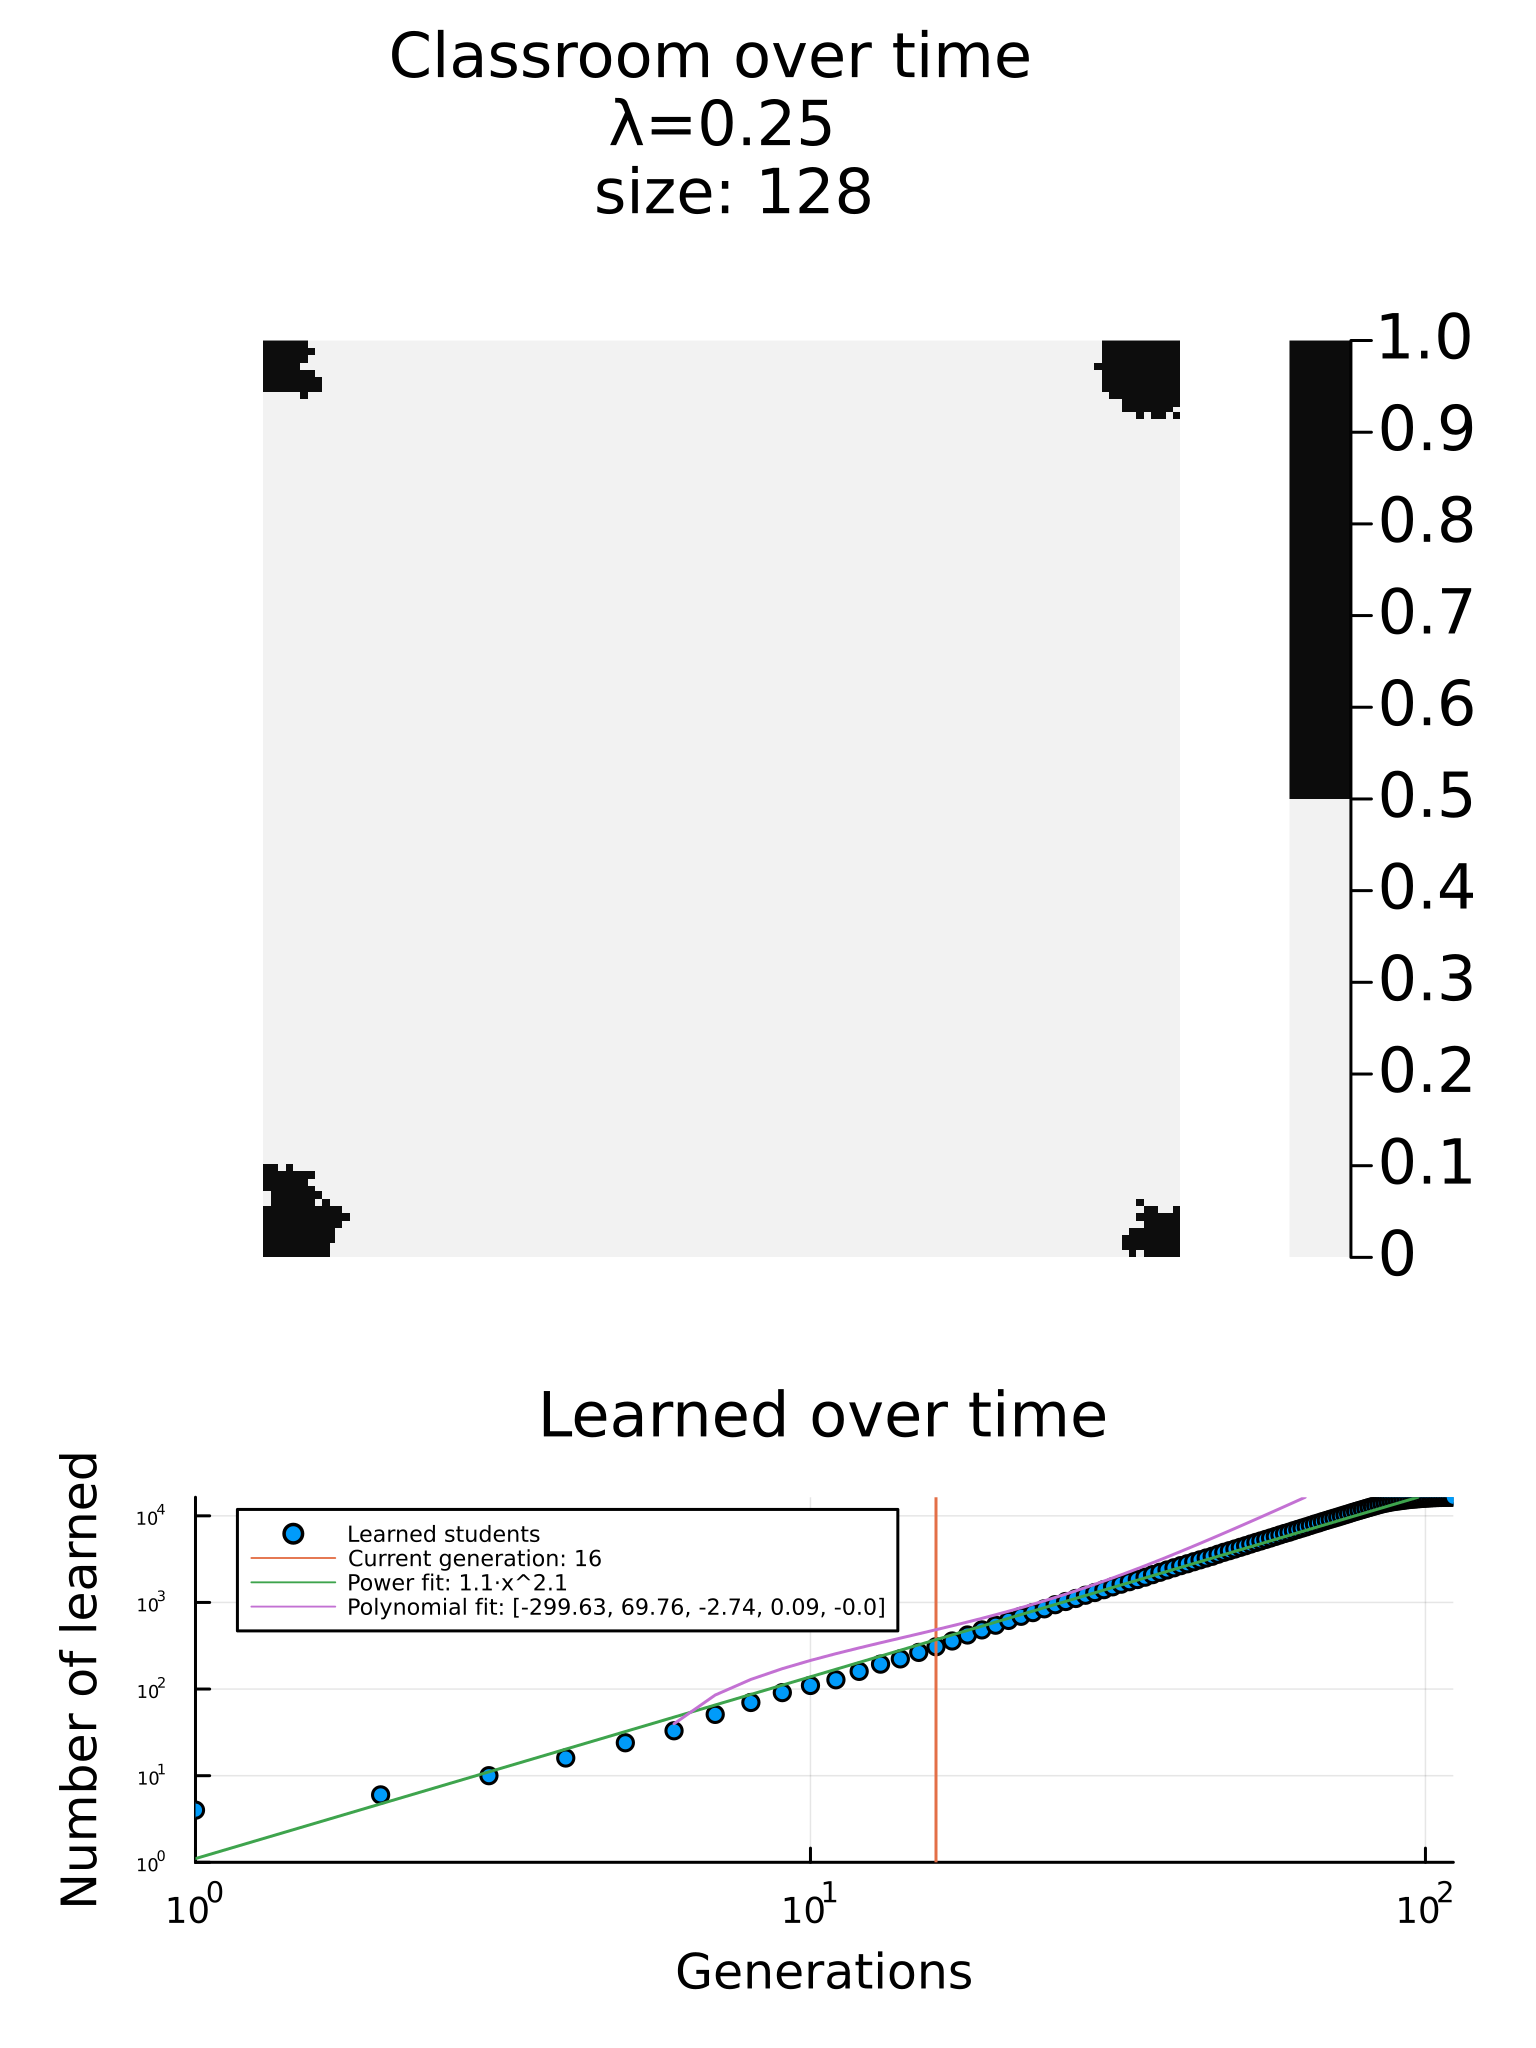 Classroom over time
λ=0.25
size: 128
1.0
0.9
0.8
0.7
0.6
0.5
0.4
0.3
0.2
0.1
0
Learned over time
Number of learned
10^4
10^3
10^2
10^1
10^0
Learned students
Current generation: 16
Power fit: 1.1·x^2.1
Polynomial fit: [-299.63, 69.76, -2.74, 0.09, -0.0]
10^0 10^1 10^2
Generations